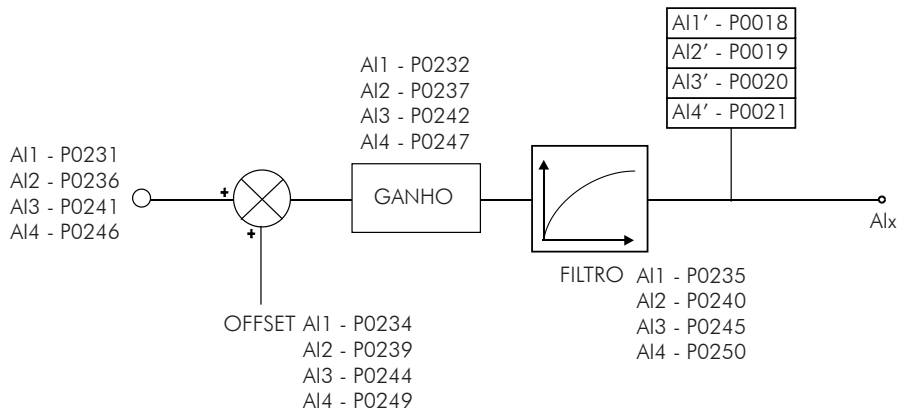 AI1' - P0018
AI2' - P0019
AI3' - P0020
AI4' - P0021
AI1 - P0232
AI2 - P0237
AI3 - P0242
AI4 - P0247
AI1 - P0231
AI2 - P0236
AI3 - P0241
AI4 - P0246
+
+
GANHO
AIx
FILTRO AI1 - P0235
AI2 - P0240
AI3 - P0245
AI4 - P0250
OFFSET AI1 - P0234
AI2 - P0239
AI3 - P0244
AI4 - P0249